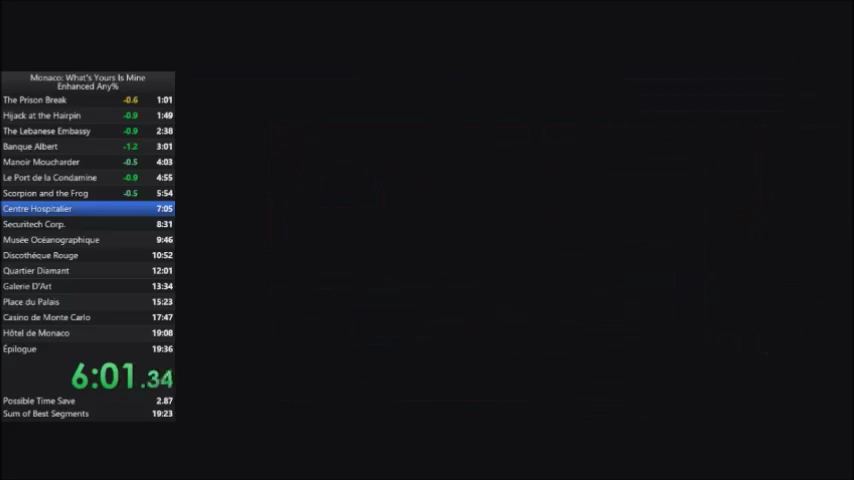 Monaco: What's Yours Is Mine
Enhanced Any%
The Prison Break -0.6 1:01
Hijack at the Hairpin -0.9 1:49
The Lebanese Embassy -0.9 2:38
Banque Albert -1.2 3:01
Manoir Moucharder -0.5 4:03
Le Port de la Condamine -0.9 4:55
Scorpion and the Frog -0.5 5:54
Centre Hospitalier 7:05
Securitech Corp. 8:31
Musée Océanographique 9:46
Discothèque Rouge 10:52
Quartier Diamant 12:01
Galerie D'Art 13:34
Place du Palais 15:23
Casino de Monte Carlo 17:47
Hôtel de Monaco 19:08
Épilogue 19:36
6:01.34
Possible Time Save 2.87
Sum of Best Segments 19:23